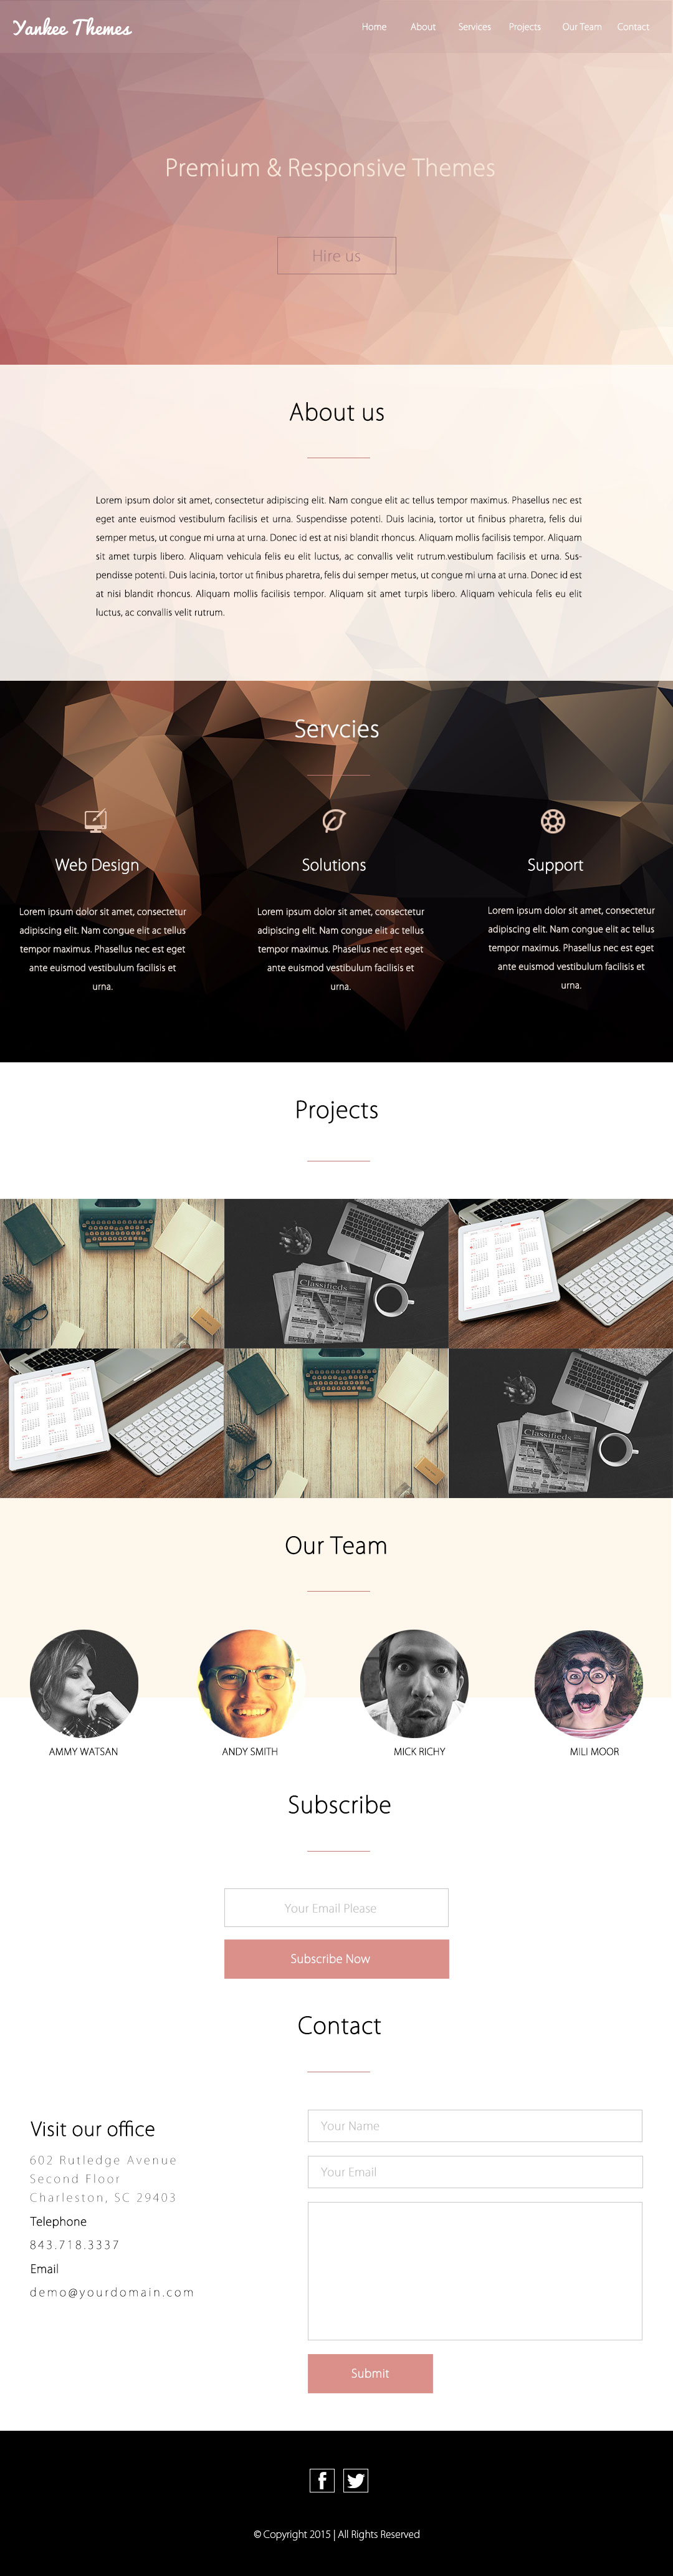 Yankee Themes
Home About Services Projects Our Team Contact
Premium & Responsive Themes
Hire us
About us
Lorem ipsum dolor sit amet, consectetur adipiscing elit. Nam congue elit ac tellus tempor maximus. Phasellus nec est
eget ante euismod vestibulum facilisis et urna. Suspendisse potenti. Duis lacinia, tortor ut finibus pharetra, felis dui
semper metus, ut congue mi urna at urna. Donec id est at nisi blandit rhoncus. Aliquam mollis facilisis tempor. Aliquam
sit amet turpis libero. Aliquam vehicula felis eu elit luctus, ac convallis velit rutrum.vestibulum facilisis et urna. Sus-
pendisse potenti. Duis lacinia, tortor ut finibus pharetra, felis dui semper metus, ut congue mi urna at urna. Donec id est
at nisi blandit rhoncus. Aliquam mollis facilisis tempor. Aliquam sit amet turpis libero. Aliquam vehicula felis eu elit
luctus, ac convallis velit rutrum.
Servcies
Web Design
Lorem ipsum dolor sit amet, consectetur
adipiscing elit. Nam congue elit ac tellus
tempor maximus. Phasellus nec est eget
ante euismod vestibulum facilisis et
urna.
Solutions
Lorem ipsum dolor sit amet, consectetur
adipiscing elit. Nam congue elit ac tellus
tempor maximus. Phasellus nec est eget
ante euismod vestibulum facilisis et
urna.
Support
Lorem ipsum dolor sit amet, consectetur
adipiscing elit. Nam congue elit ac tellus
tempor maximus. Phasellus nec est eget
ante euismod vestibulum facilisis et
urna.
Projects
Classifieds
Classifieds
Our Team
AMMY WATSAN
ANDY SMITH
MICK RICHY
MILI MOOR
Subscribe
Your Email Please
Subscribe Now
Contact
Visit our office
602 Rutledge Avenue
Second Floor
Charleston, SC 29403
Telephone
843.718.3337
Email
demo@yourdomain.com
Your Name
Your Email
Submit
© Copyright 2015 | All Rights Reserved